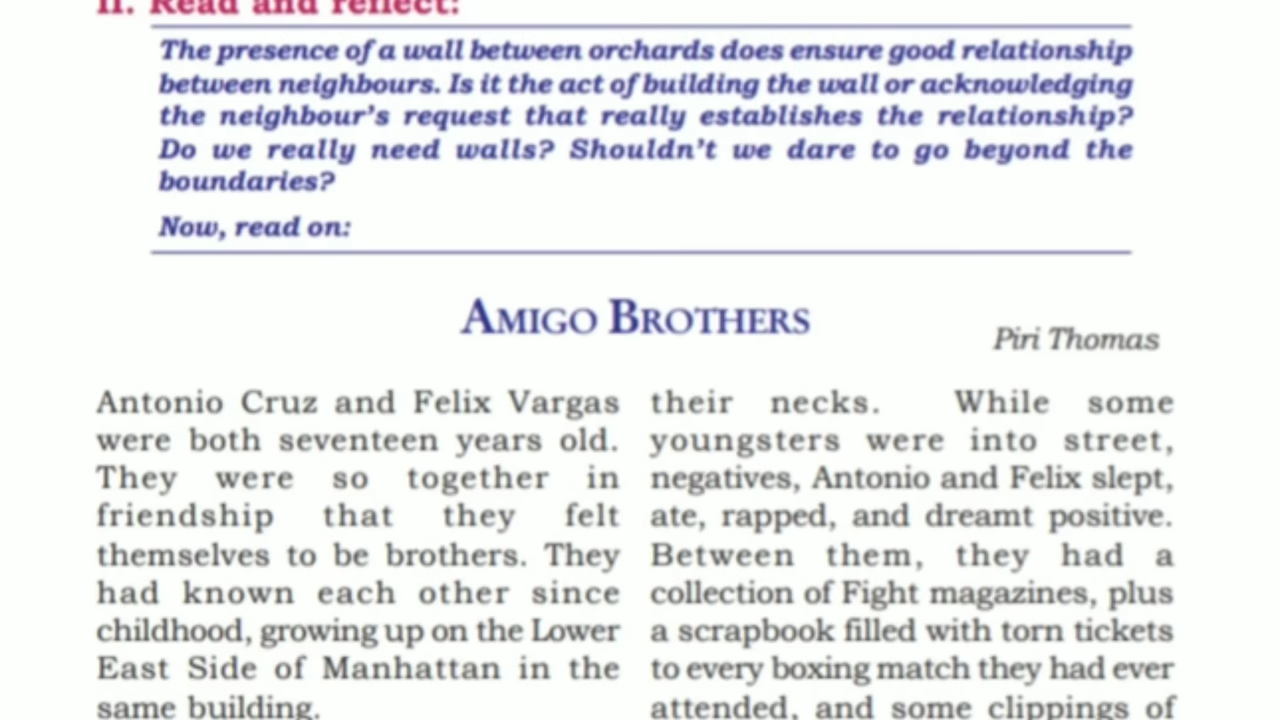 II. Read and reflect:
The presence of a wall between orchards does ensure good relationship
between neighbours. Is it the act of building the wall or acknowledging
the neighbour's request that really establishes the relationship?
Do we really need walls? Shouldn't we dare to go beyond the
boundaries?
Now, read on:
AMIGO BROTHERS
Piri Thomas
Antonio Cruz and Felix Vargas
were both seventeen years old.
They were so together in
friendship that they felt
themselves to be brothers. They
had known each other since
childhood, growing up on the Lower
East Side of Manhattan in the
same building.
their necks. While some
youngsters were into street,
negatives, Antonio and Felix slept,
ate, rapped, and dreamt positive.
Between them, they had a
collection of Fight magazines, plus
a scrapbook filled with torn tickets
to every boxing match they had ever
attended, and some clippings of